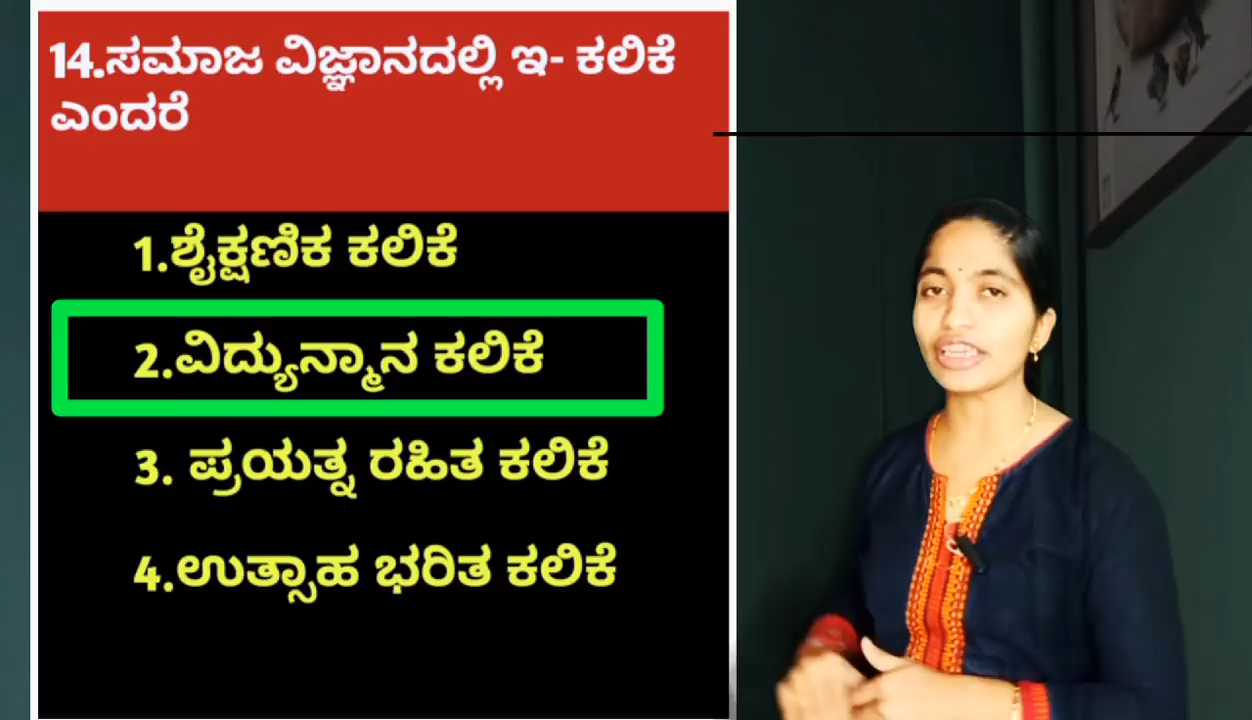 14.ಸಮಾಜ ವಿಜ್ಞಾನದಲ್ಲಿ ಇ- ಕಲಿಕೆ
ಎಂದರೆ
1.ಶೈಕ್ಷಣಿಕ ಕಲಿಕೆ
2.ವಿದ್ಯುನ್ಮಾನ ಕಲಿಕೆ
3. ಪ್ರಯತ್ನ ರಹಿತ ಕಲಿಕೆ
4.ಉತ್ಸಾಹ ಭರಿತ ಕಲಿಕೆ